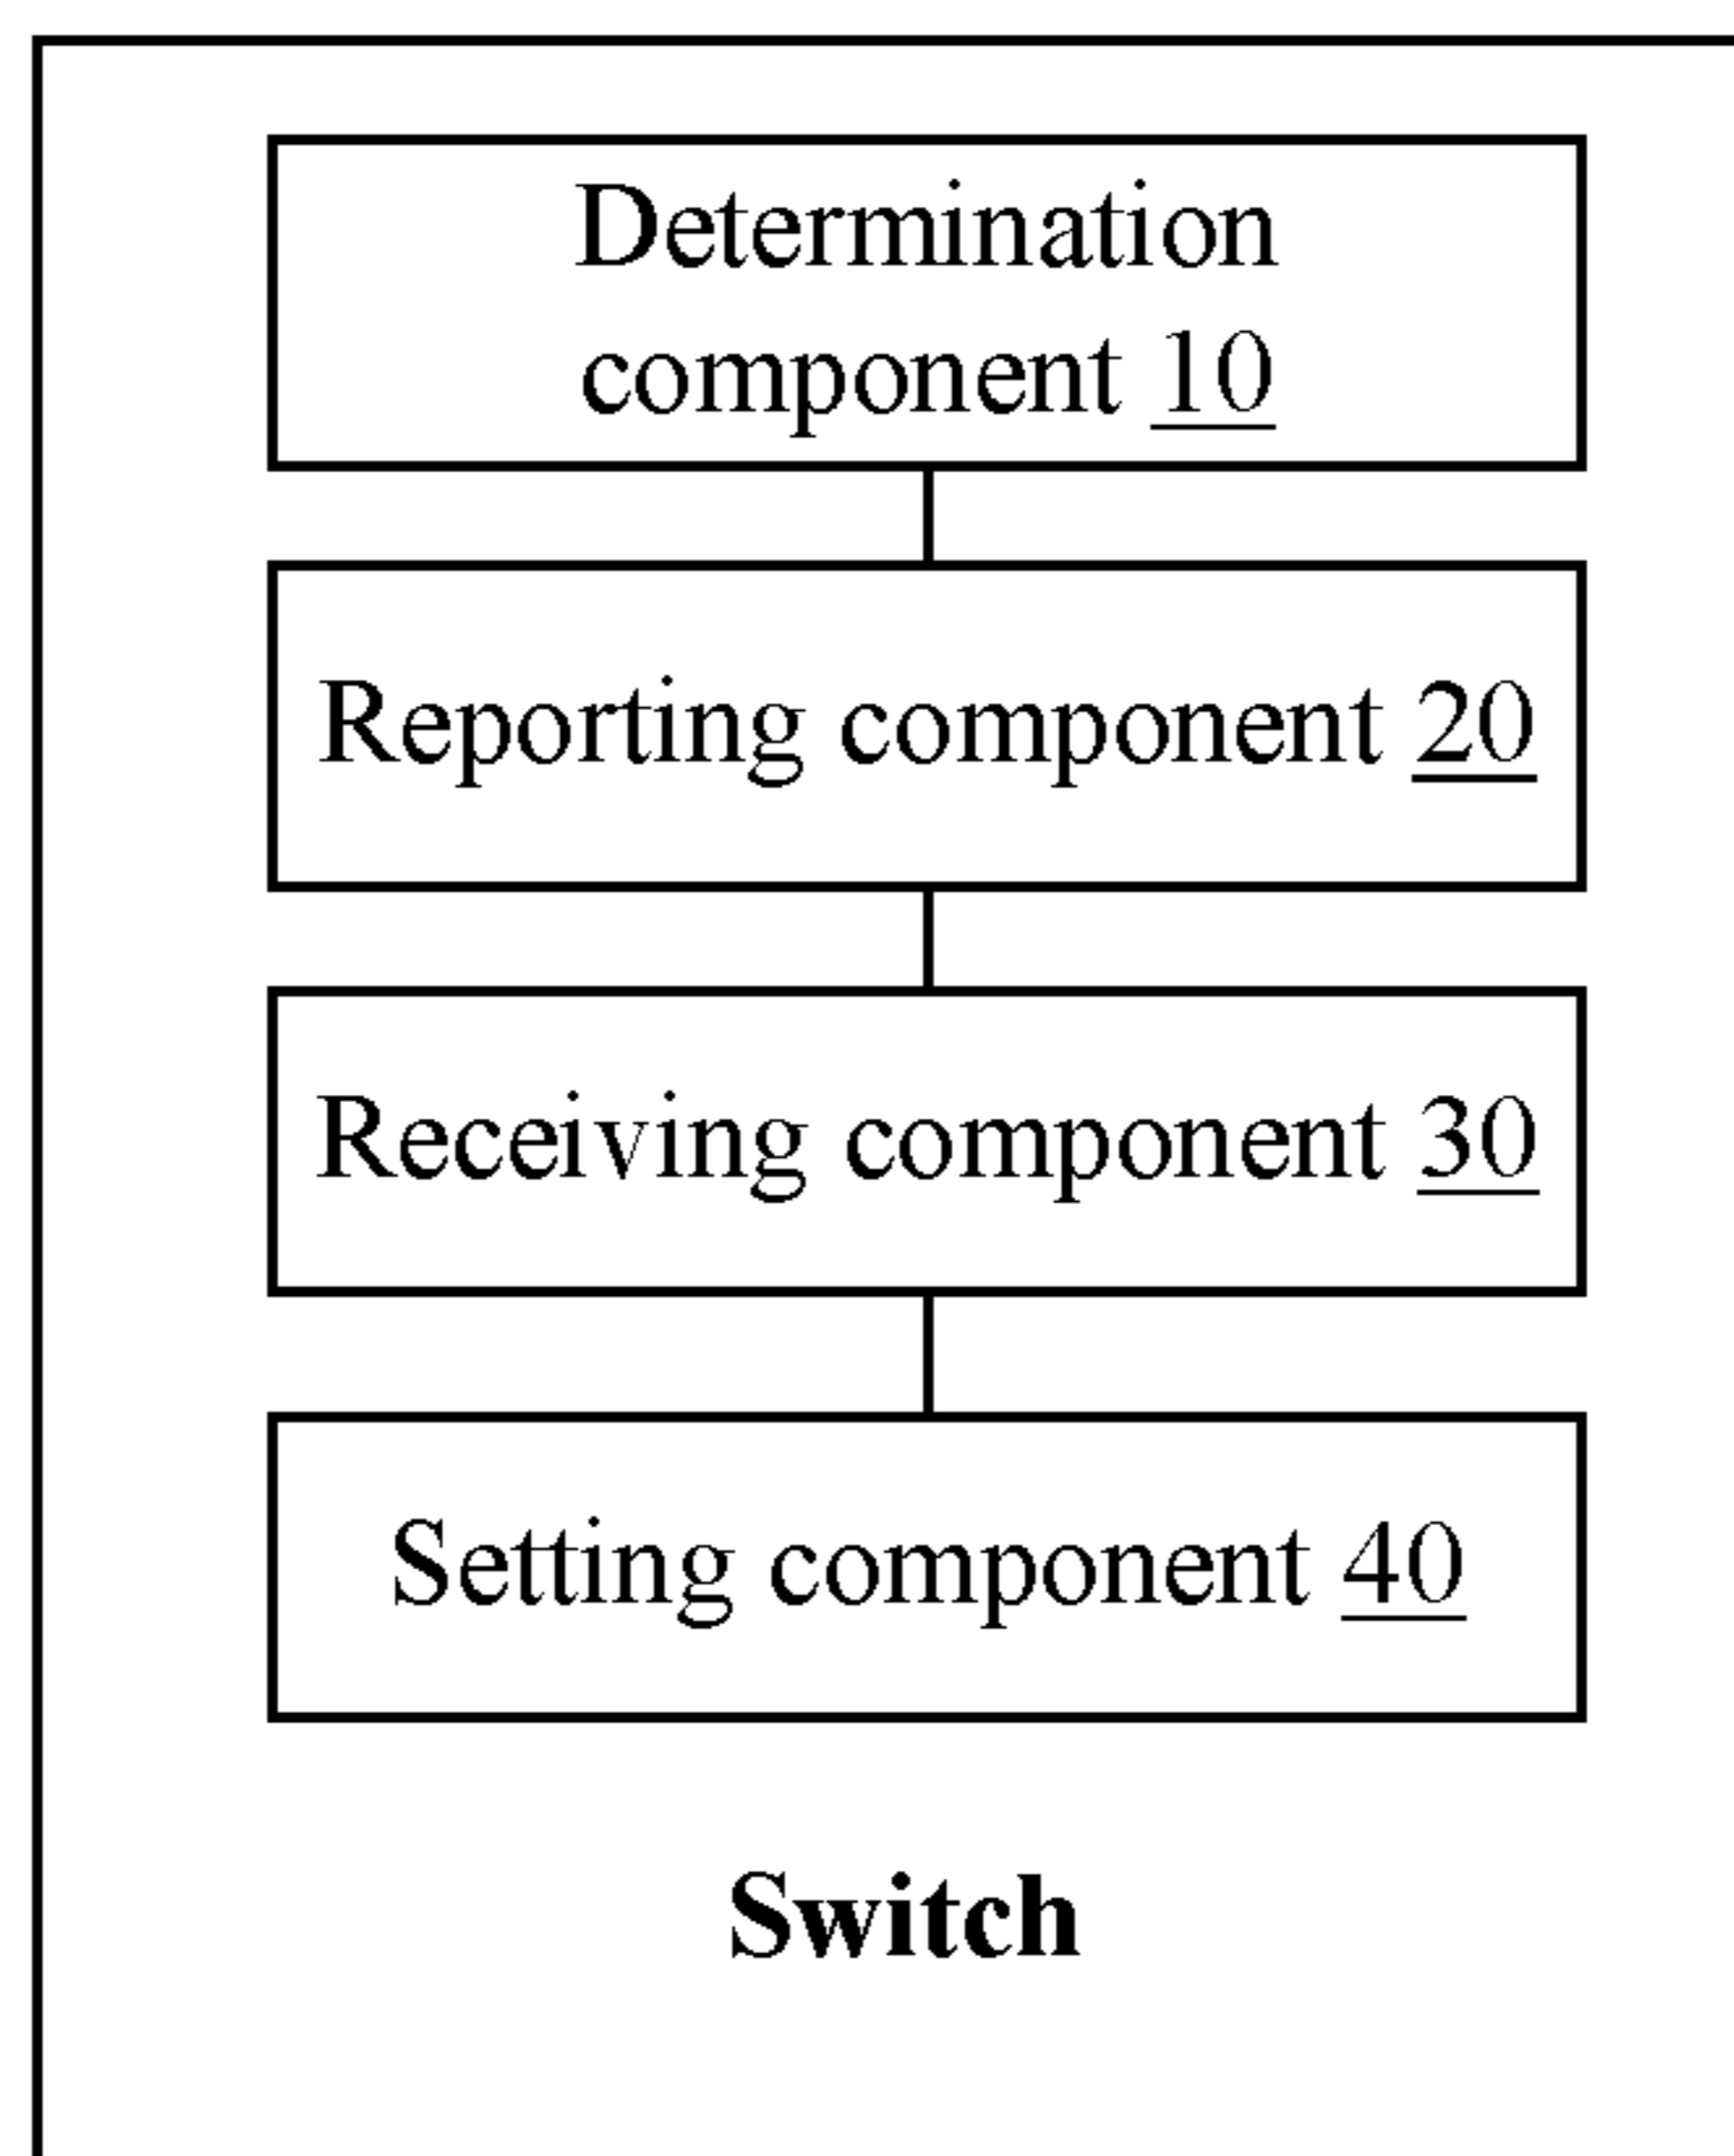 Determination
component 10
Reporting component 20
Receiving component 30
Setting component 40
Switch